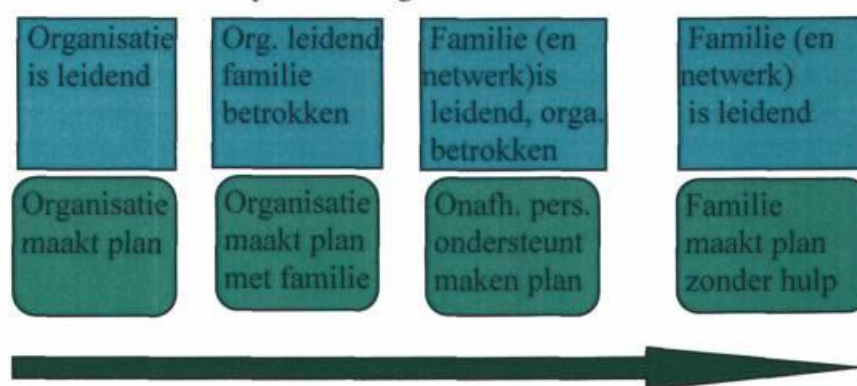 Organisatie
is leidend
Org. leidend
familie
betrokken
Familie (en
netwerk)is
leidend, orga.
betrokken
Familie (en
netwerk)
is leidend
Organisatie
maakt plan
Organisatie
maakt plan
met familie
Onafh. pers.
ondersteunt
maken plan
Familie
maakt plan
zonder hulp